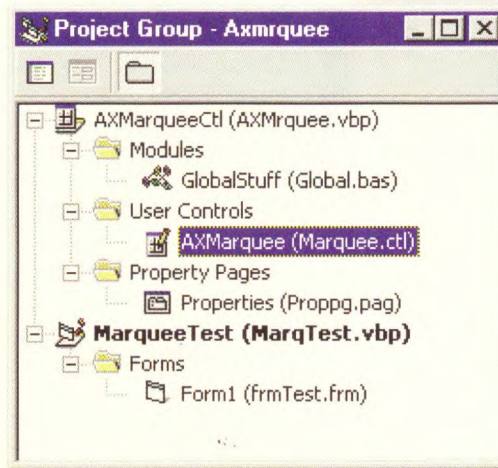 Project Group - Axmrquee
AXMarqueeCtl (AXMrquee.vbp)
Modules
GlobalStuff (Global.bas)
User Controls
AXMarquee (Marquee.ctl)
Property Pages
Properties (Proppg.pag)
MarqueeTest (MarqTest.vbp)
Forms
Form1 (frmTest.frm)